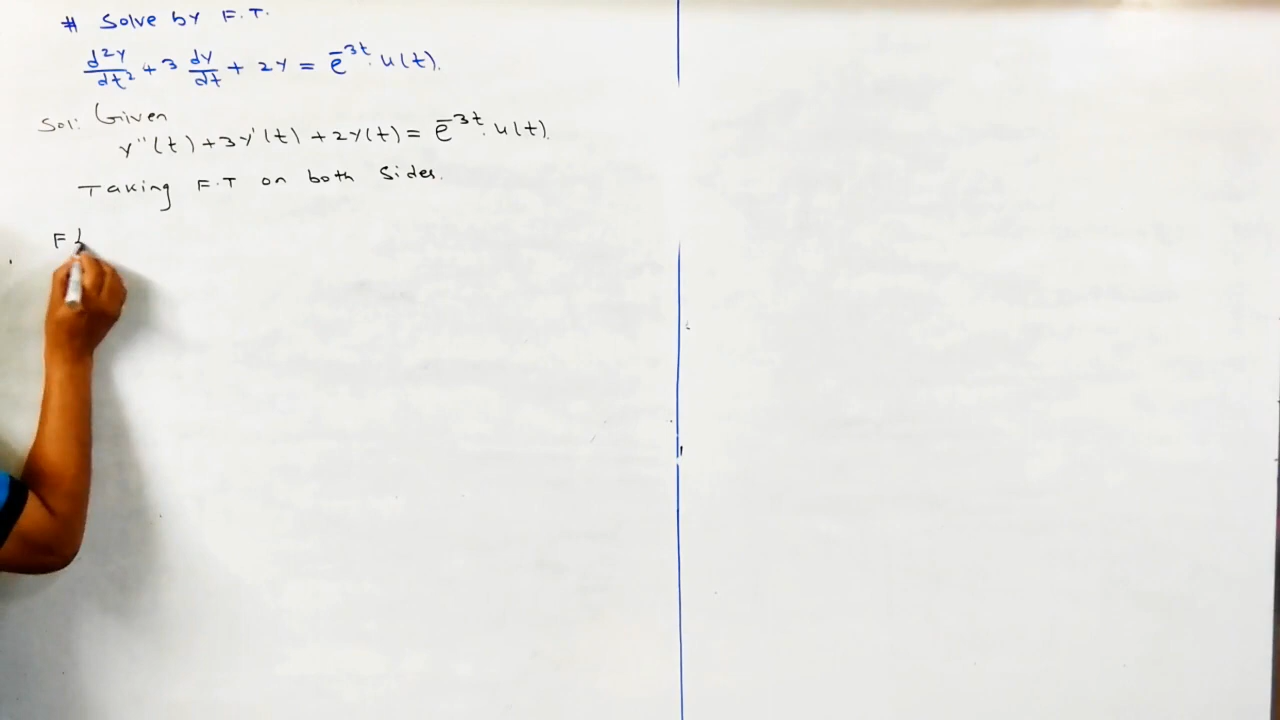 # Solve by F.T.
d²y/dt² + 3 dy/dt + 2y = e⁻³ᵗ. u(t).
Sol: Given
y''(t) + 3y'(t) + 2y(t) = e⁻³ᵗ. u(t).
Taking F.T on both sides.
F {